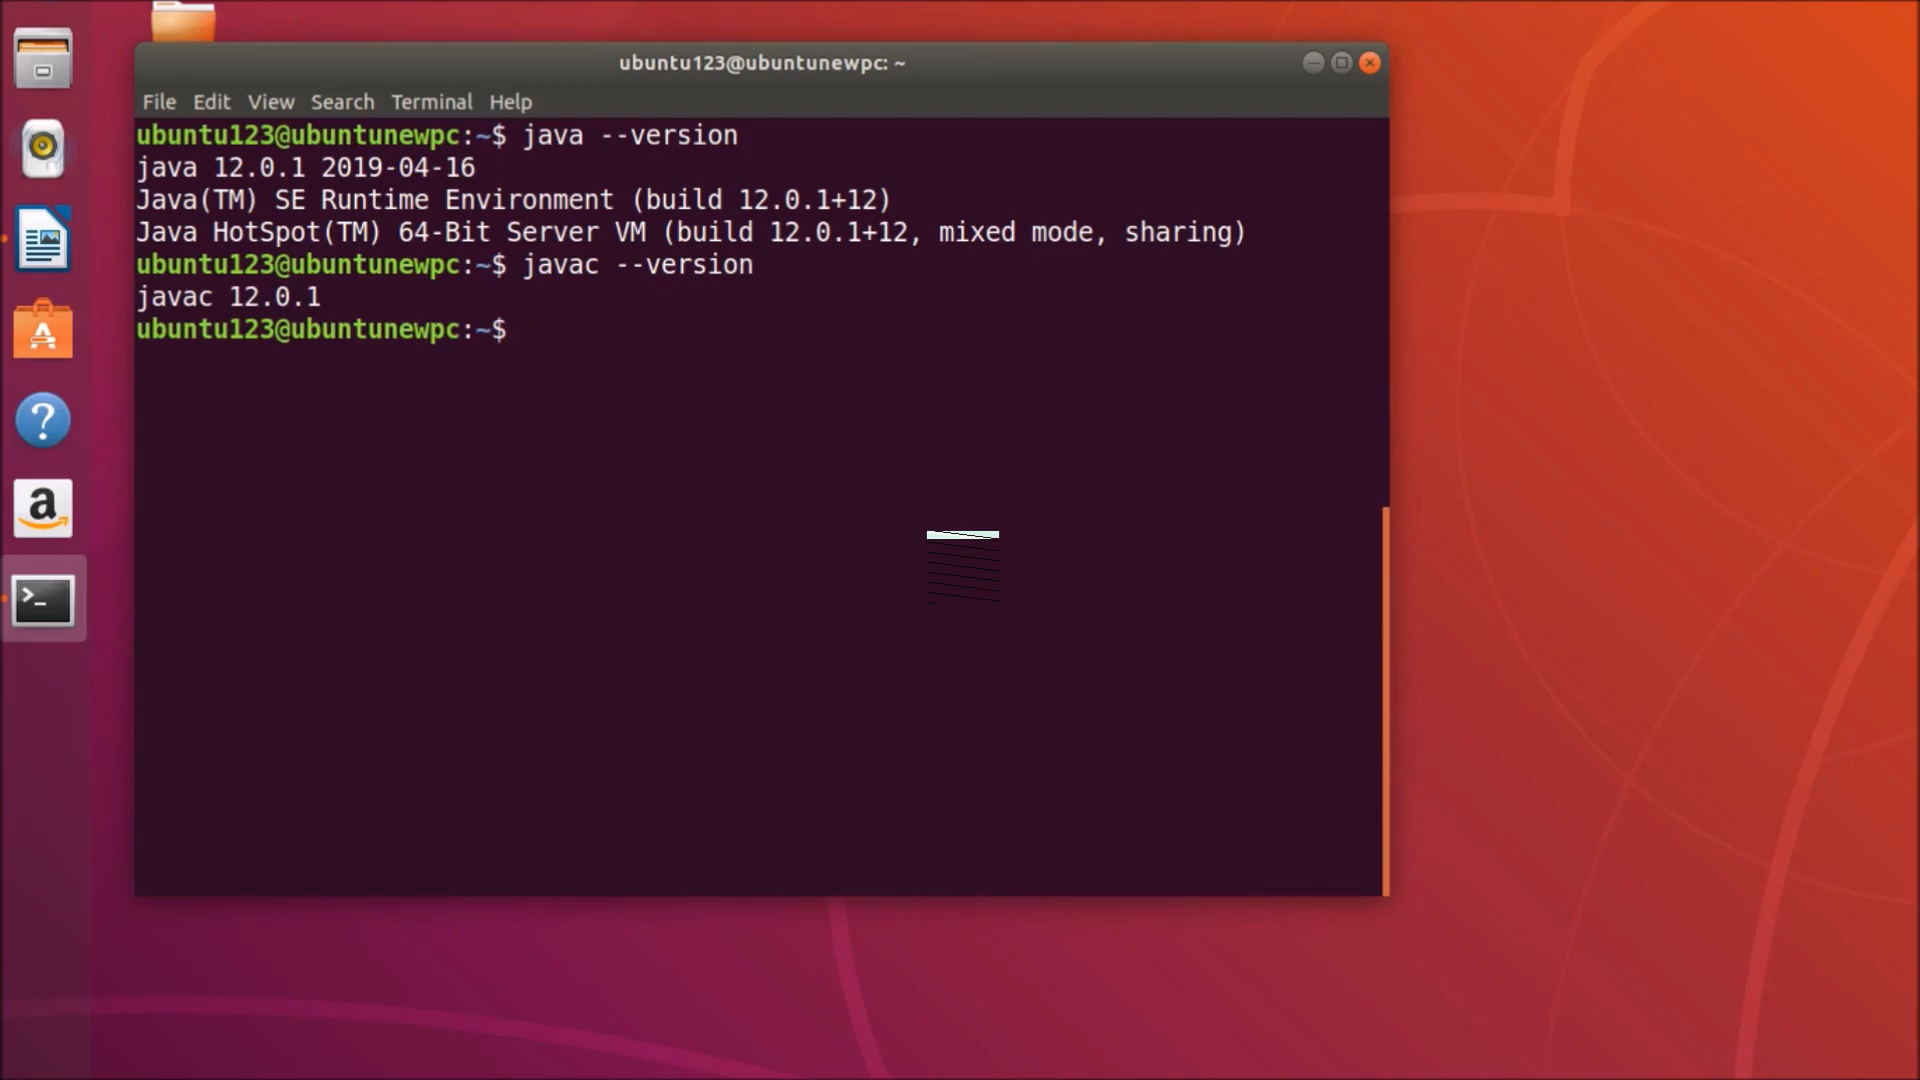 ubuntu123@ubuntunewpc: ~
File Edit View Search Terminal Help
ubuntu123@ubuntunewpc:~$ java --version
java 12.0.1 2019-04-16
Java(TM) SE Runtime Environment (build 12.0.1+12)
Java HotSpot(TM) 64-Bit Server VM (build 12.0.1+12, mixed mode, sharing)
ubuntu123@ubuntunewpc:~$ javac --version
javac 12.0.1
ubuntu123@ubuntunewpc:~$